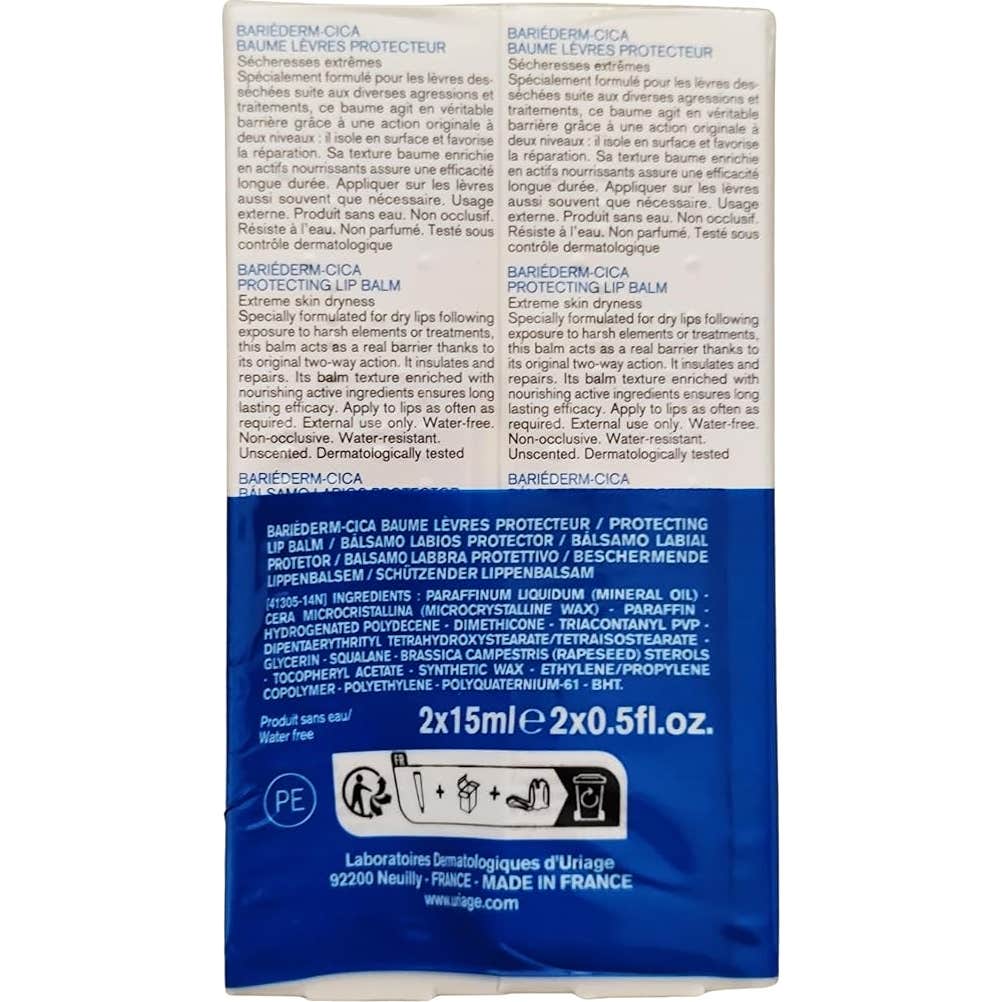 BARIÉDERM-CICA
BAUME LÈVRES PROTECTEUR
Sécheresses extrêmes
Spécialement formulé pour les lèvres des-
séchées suite aux diverses agressions et
traitements, ce baume agit en véritable
barrière grâce à une action originale à
deux niveaux : il isole en surface et favorise
la réparation. Sa texture baume enrichie
en actifs nourrissants assure une efficacité
longue durée. Appliquer sur les lèvres
aussi souvent que nécessaire. Usage
externe. Produit sans eau. Non occlusif.
Résiste à l'eau. Non parfumé. Testé sous
contrôle dermatologique
BARIÉDERM-CICA
PROTECTING LIP BALM
Extreme skin dryness
Specially formulated for dry lips following
exposure to harsh elements or treatments,
this balm acts as a real barrier thanks to
its original two-way action. It insulates and
repairs. Its balm texture enriched with
nourishing active ingredients ensures long
lasting efficacy. Apply to lips as often as
required. External use only. Water-free.
Non-occlusive. Water-resistant.
Unscented. Dermatologically tested
BARIÉDERM-CICA
BÁLSAMO LABIOS PROTECTOR
BARIÉDERM-CICA
BAUME LÈVRES PROTECTEUR
Sécheresses extrêmes
Spécialement formulé pour les lèvres des-
séchées suite aux diverses agressions et
traitements, ce baume agit en véritable
barrière grâce à une action originale à
deux niveaux : il isole en surface et favorise
la réparation. Sa texture baume enrichie
en actifs nourrissants assure une efficacité
longue durée. Appliquer sur les lèvres
aussi souvent que nécessaire. Usage
externe. Produit sans eau. Non occlusif.
Résiste à l'eau. Non parfumé. Testé sous
contrôle dermatologique
BARIÉDERM-CICA
PROTECTING LIP BALM
Extreme skin dryness
Specially formulated for dry lips following
exposure to harsh elements or treatments,
this balm acts as a real barrier thanks to
its original two-way action. It insulates and
repairs. Its balm texture enriched with
nourishing active ingredients ensures long
lasting efficacy. Apply to lips as often as
required. External use only. Water-free.
Non-occlusive. Water-resistant.
Unscented. Dermatologically tested
BARIÉDERM-CICA
BARIÉDERM-CICA BAUME LÈVRES PROTECTEUR / PROTECTING
LIP BALM / BÁLSAMO LABIOS PROTECTOR / BÁLSAMO LABIAL
PROTETOR / BALSAMO LABBRA PROTETTIVO / BESCHERMENDE
LIPPENBALSEM / SCHÜTZENDER LIPPENBALSAM
[41305-14N] INGREDIENTS : PARAFFINUM LIQUIDUM (MINERAL OIL) -
CERA MICROCRISTALLINA (MICROCRYSTALLINE WAX) - PARAFFIN -
HYDROGENATED POLYDECENE - DIMETHICONE - TRIACONTANYL PVP -
DIPENTAERYTHRITYL TETRAHYDROXYSTEARATE/TETRAISOSTEARATE -
GLYCERIN - SQUALANE - BRASSICA CAMPESTRIS (RAPESEED) STEROLS
- TOCOPHERYL ACETATE - SYNTHETIC WAX - ETHYLENE/PROPYLENE
COPOLYMER - POLYETHYLENE - POLYQUATERNIUM-61 - BHT.
Produit sans eau/
Water free
2x15ml e 2x0.5fl.oz.
FR
PE
+ +
Laboratoires Dermatologiques d'Uriage
92200 Neuilly - FRANCE - MADE IN FRANCE
www.uriage.com